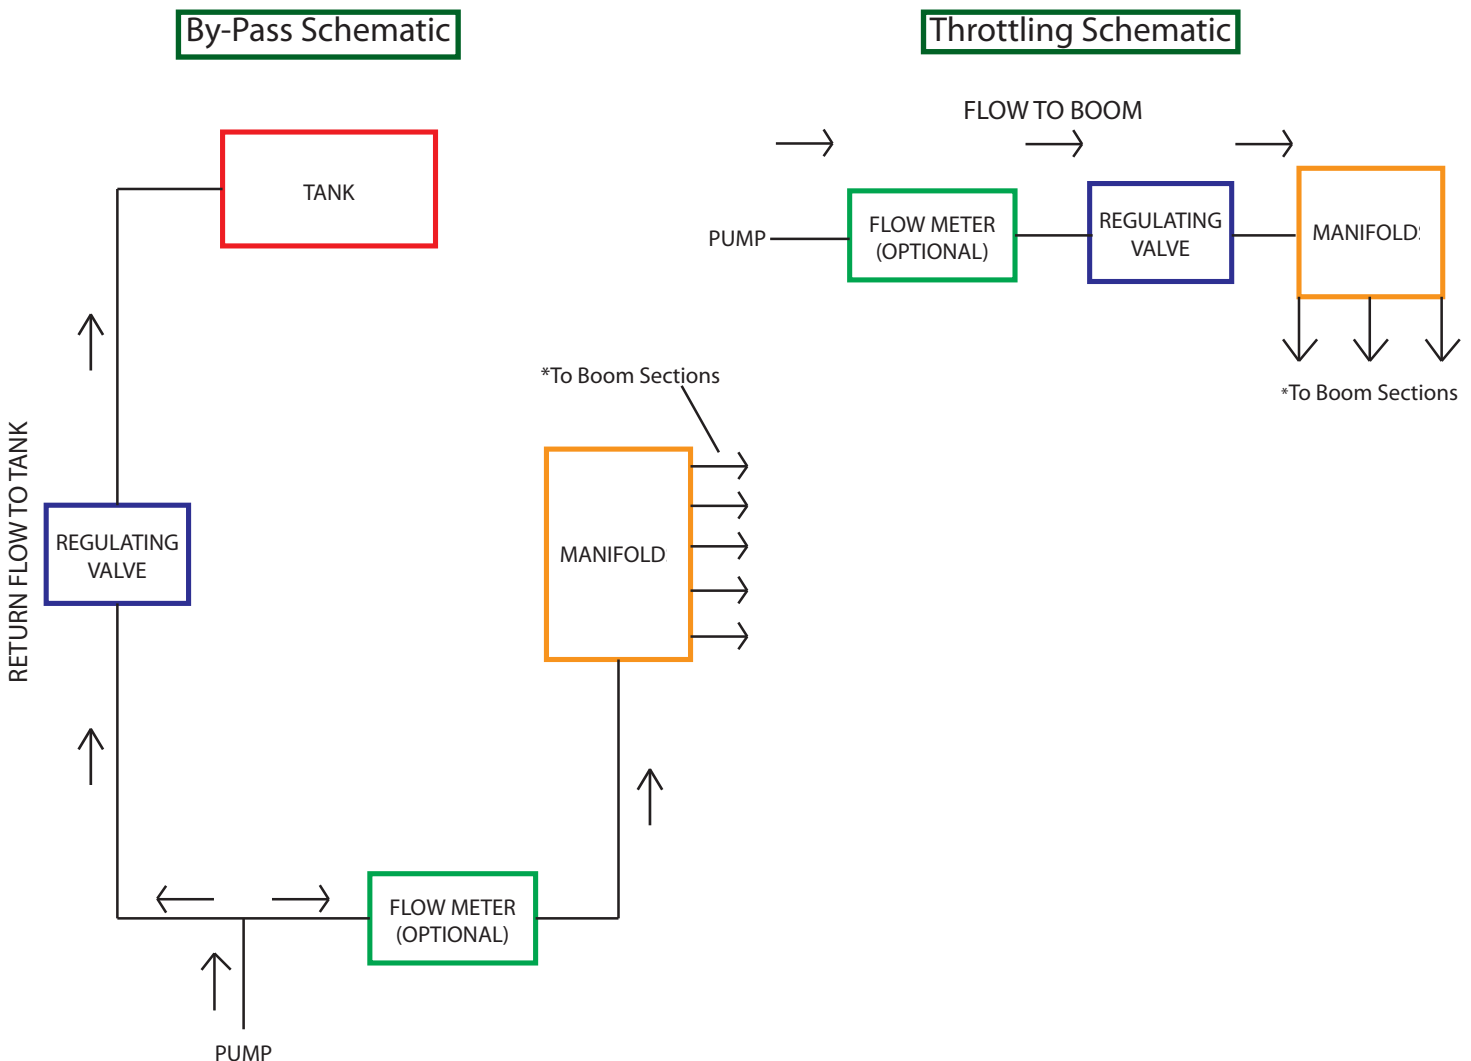 By-Pass Schematic
TANK
RETURN FLOW TO TANK
REGULATING
VALVE
*To Boom Sections
MANIFOLD
FLOW METER
(OPTIONAL)
PUMP
Throttling Schematic
FLOW TO BOOM
PUMP
FLOW METER
(OPTIONAL)
REGULATING
VALVE
MANIFOLD
*To Boom Sections